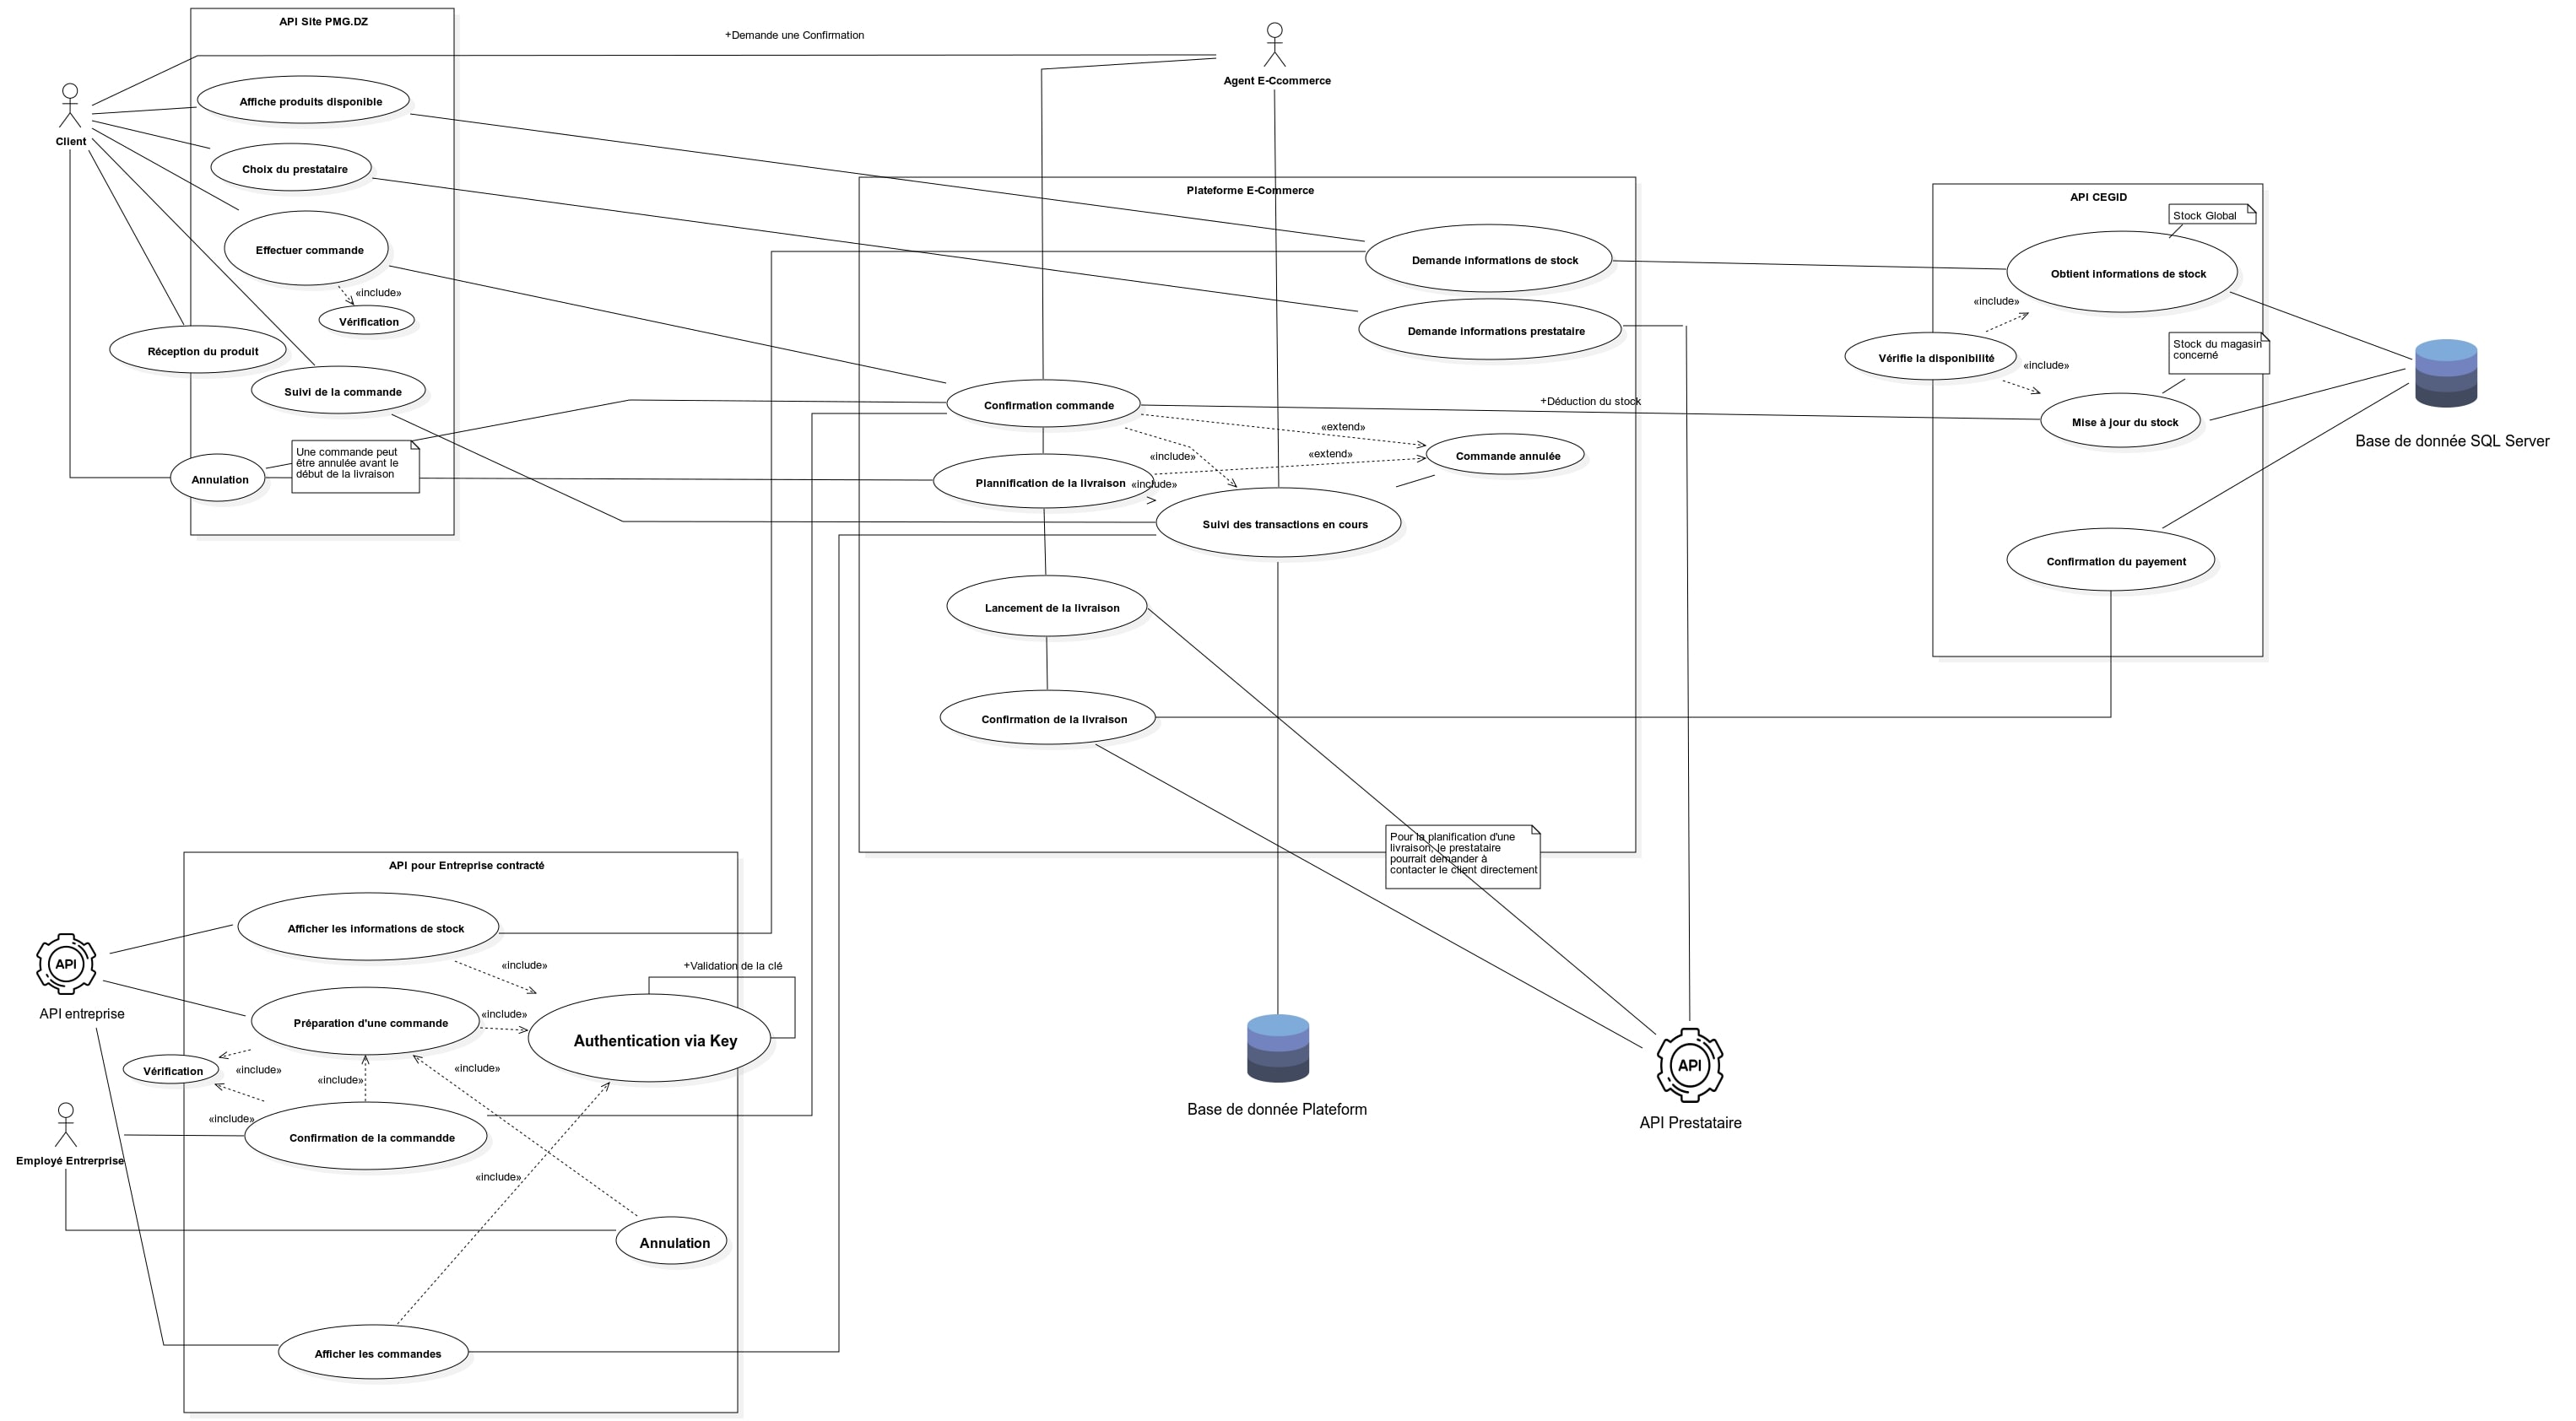 API Site PMG.DZ
+Demande une Confirmation
Agent E-Ccommerce
Client
Affiche produits disponible
Choix du prestataire
Effectuer commande
«include»
Vérification
Réception du produit
Suivi de la commande
Une commande peut
être annulée avant le
début de la livraison
Annulation
Plateforme E-Commerce
Demande informations de stock
Demande informations prestataire
Confirmation commande
+Déduction du stock
«extend»
«include»
«extend»
Commande annulée
Plannification de la livraison
«include»
Suivi des transactions en cours
Lancement de la livraison
Confirmation de la livraison
Pour la planification d'une
livraison, le prestataire
pourrait demander à
contacter le client directement
API CEGID
Stock Global
Obtient informations de stock
«include»
Vérifie la disponibilité
Stock du magasin
concerné
«include»
Mise à jour du stock
Confirmation du payement
Base de donnée SQL Server
API pour Entreprise contracté
Afficher les informations de stock
«include»
+Validation de la clé
API
API entreprise
Préparation d'une commande
«include»
Authentication via Key
Vérification
«include»
«include»
«include»
«include»
Confirmation de la commandde
Employé Entrerprise
«include»
Annulation
Afficher les commandes
Base de donnée Plateform
API
API Prestataire